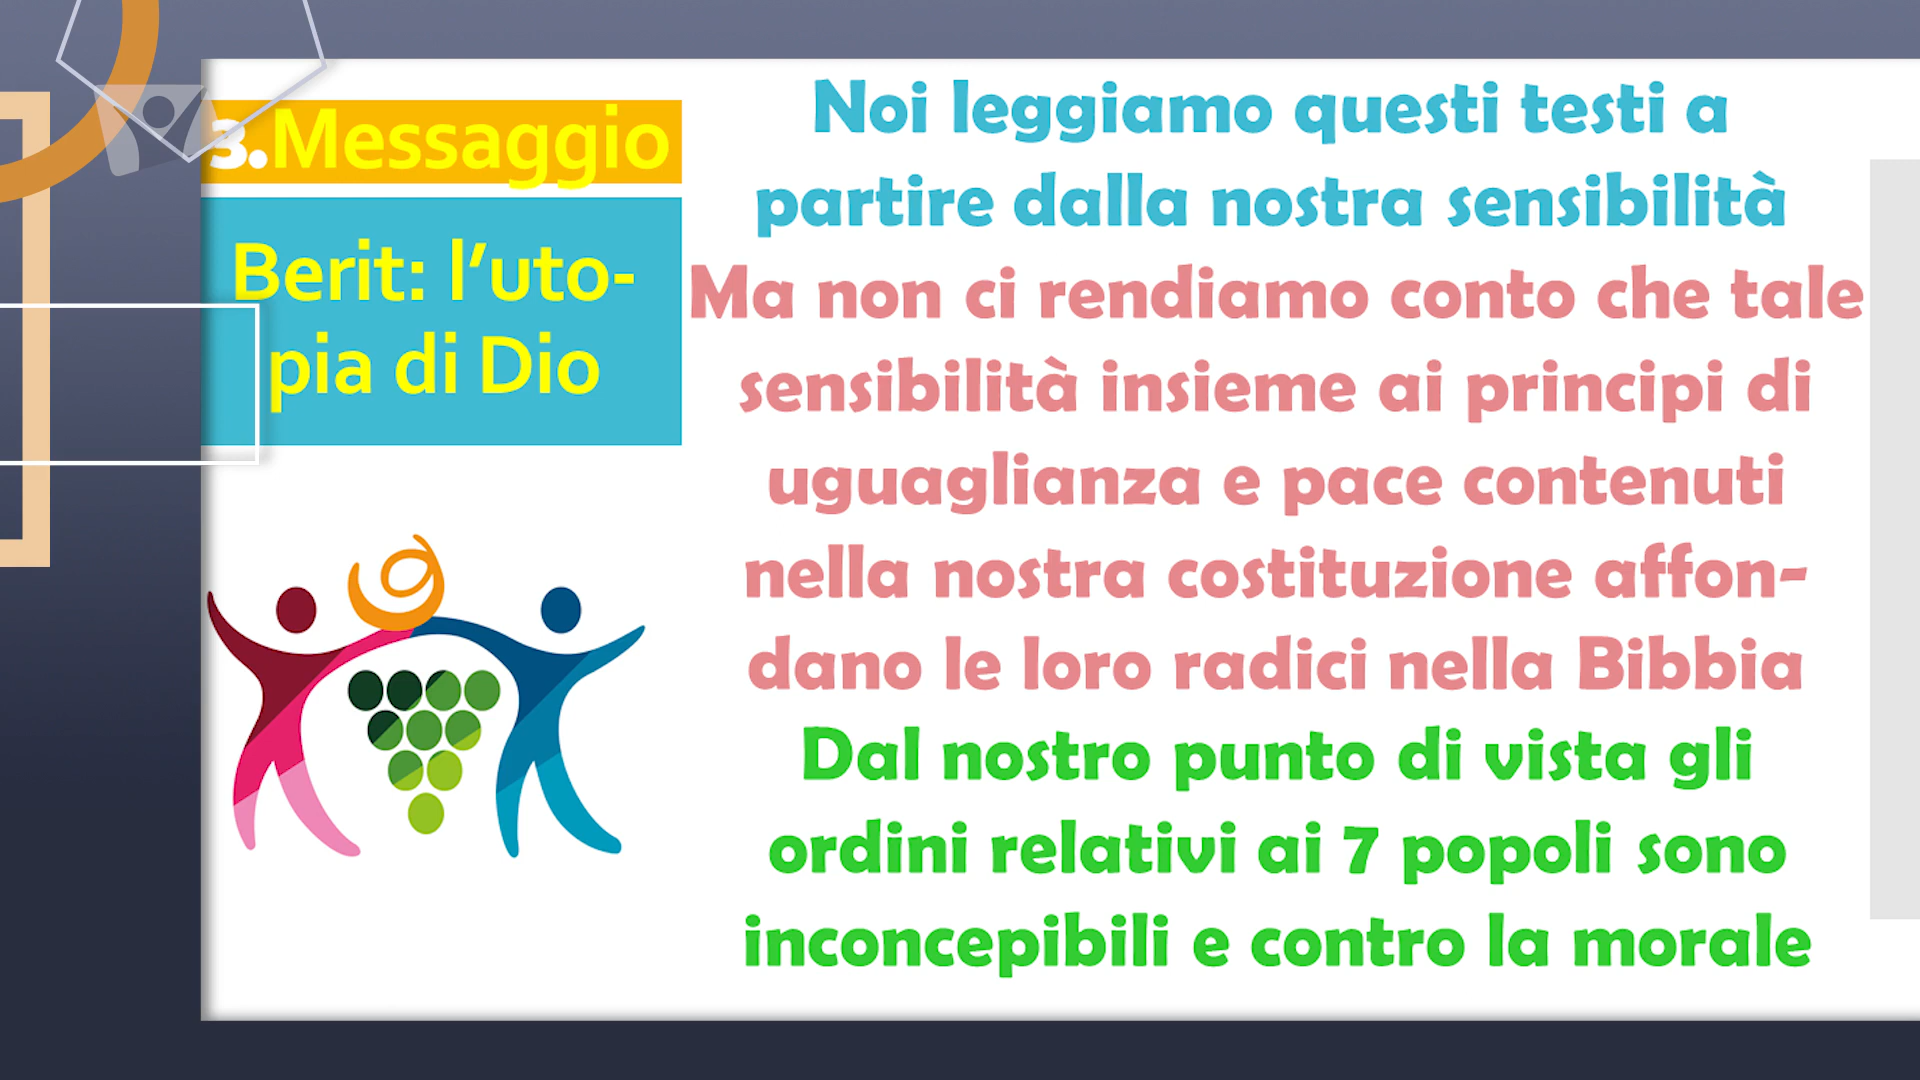 3.Messaggio
Berit: l’uto-
pia di Dio
Noi leggiamo questi testi a
partire dalla nostra sensibilità
Ma non ci rendiamo conto che tale
sensibilità insieme ai principi di
uguaglianza e pace contenuti
nella nostra costituzione affon-
dano le loro radici nella Bibbia
Dal nostro punto di vista gli
ordini relativi ai 7 popoli sono
inconcepibili e contro la morale